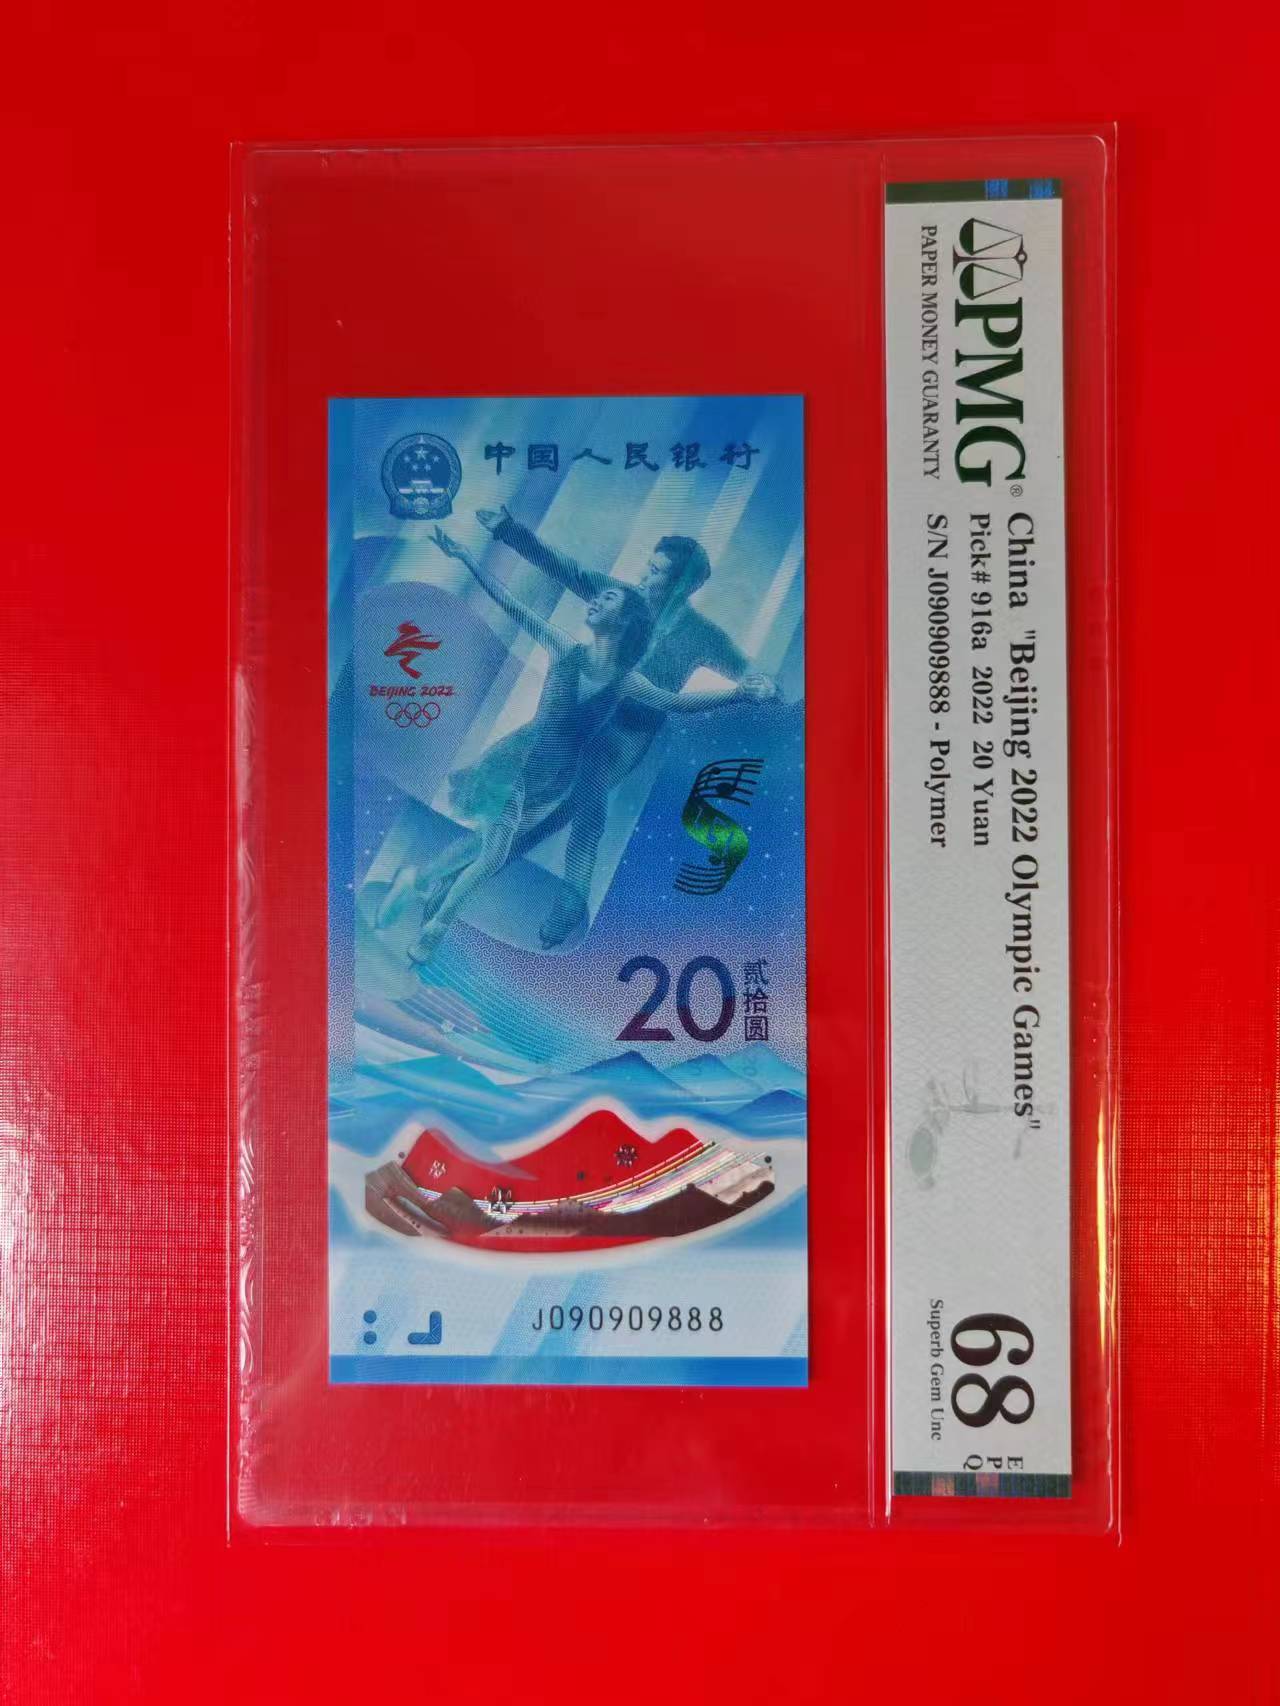 中国人民银行
BEIJING 2022
20
贰拾圆
J090909888
PMG®
PAPER MONEY GUARANTY
China "Beijing 2022 Olympic Games"
Pick# 916a 2022 20 Yuan
S/N J090909888 - Polymer
68
EPQ
Superb Gem Unc